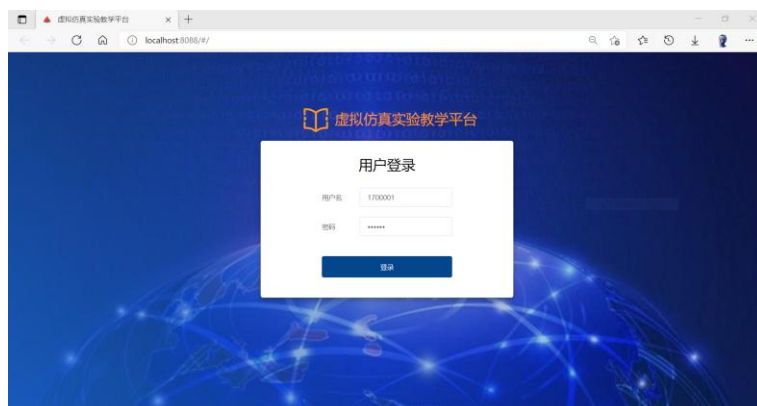 虚拟仿真实验教学平台
localhost:8088/#/
虚拟仿真实验教学平台
用户登录
用户名 1700001
密码 ••••••
登录